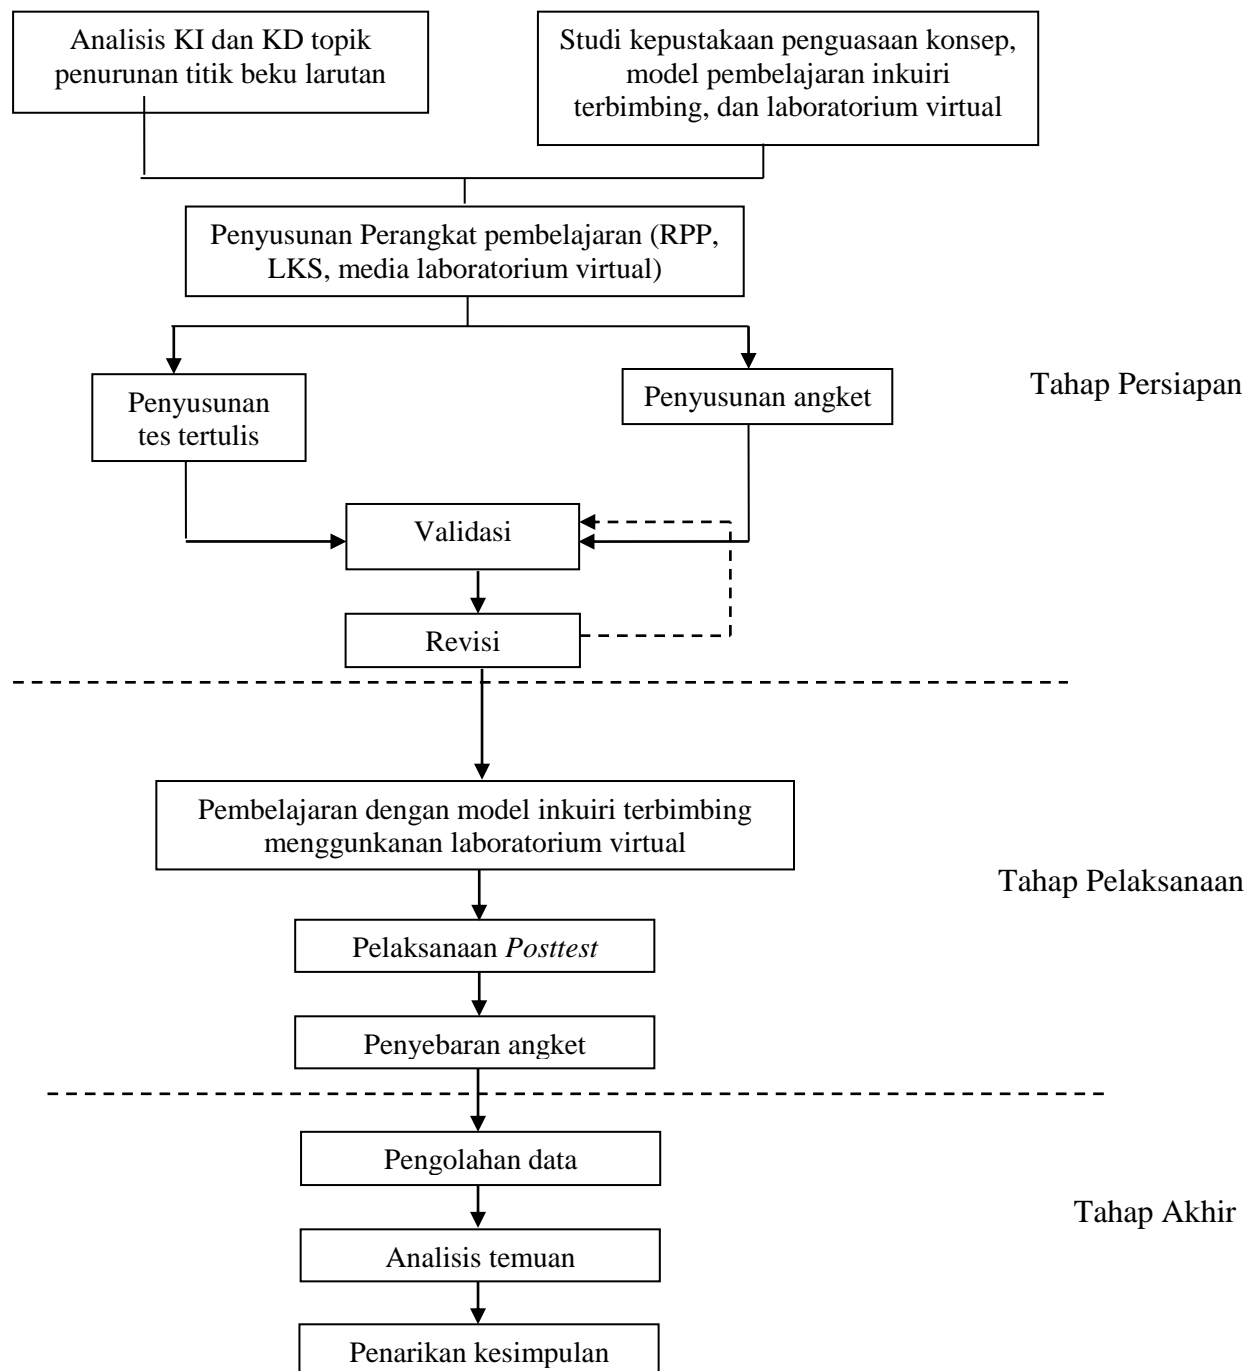 Analisis KI dan KD topik
penurunan titik beku larutan
Studi kepustakaan penguasaan konsep,
model pembelajaran inkuiri
terbimbing, dan laboratorium virtual
Penyusunan Perangkat pembelajaran (RPP,
LKS, media laboratorium virtual)
Penyusunan
tes tertulis
Penyusunan angket
Tahap Persiapan
Validasi
Revisi
Pembelajaran dengan model inkuiri terbimbing
menggunkanan laboratorium virtual
Tahap Pelaksanaan
Pelaksanaan Posttest
Penyebaran angket
Pengolahan data
Tahap Akhir
Analisis temuan
Penarikan kesimpulan